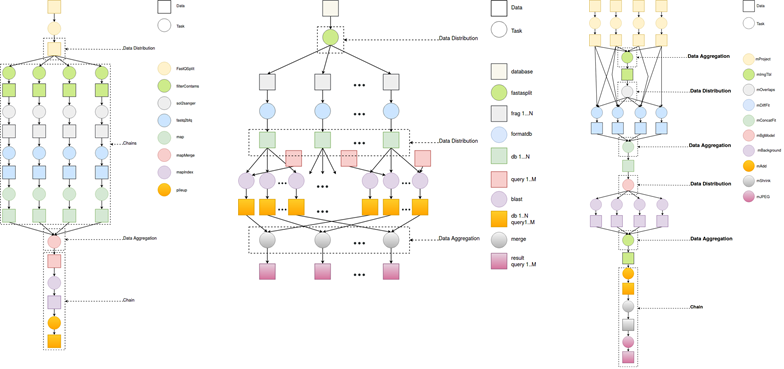 Data
Task
Data Distribution
FastQSplit
filterContams
sol2sanger
fastq2bfq
map
mapMerge
mapIndex
pileup
Chains
Data Aggregation
Chain
Data
Task
Data Distribution
database
fastasplit
frag 1...N
formatdb
Data Distribution
db 1...N
query 1..M
blast
db 1...N
query1..M
Data Aggregation
merge
result
query 1..M
Data
Task
Data Aggregation
mProject
mImgTbl
Data Distribution
mOverlaps
mDiffFit
mConcatFit
Data Aggregation
mBgModel
mBackground
mAdd
Data Distribution
mShrink
mJPEG
Data Aggregation
Chain